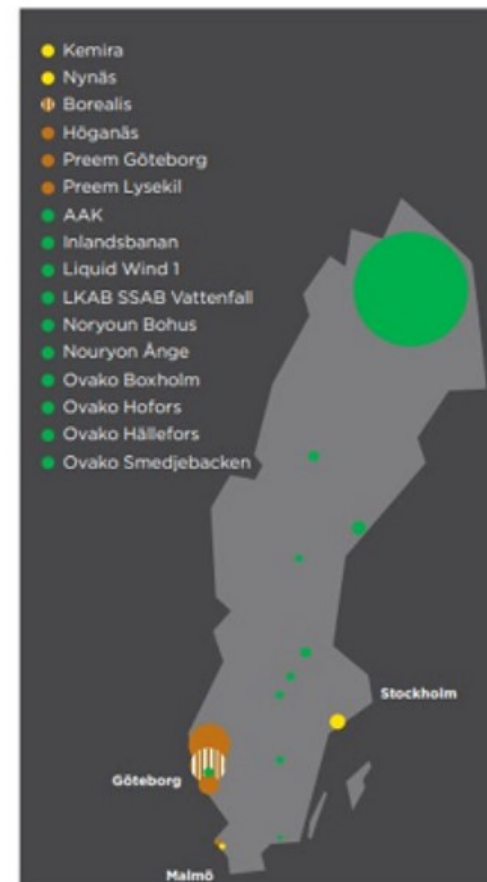 Kemira
Nynäs
Borealis
Höganäs
Preem Göteborg
Preem Lysekil
AAK
Inlandsbanan
Liquid Wind 1
LKAB SSAB Vattenfall
Noryoun Bohus
Nouryon Ånge
Ovako Boxholm
Ovako Hofors
Ovako Hällefors
Ovako Smedjebacken
Stockholm
Göteborg
Malmö